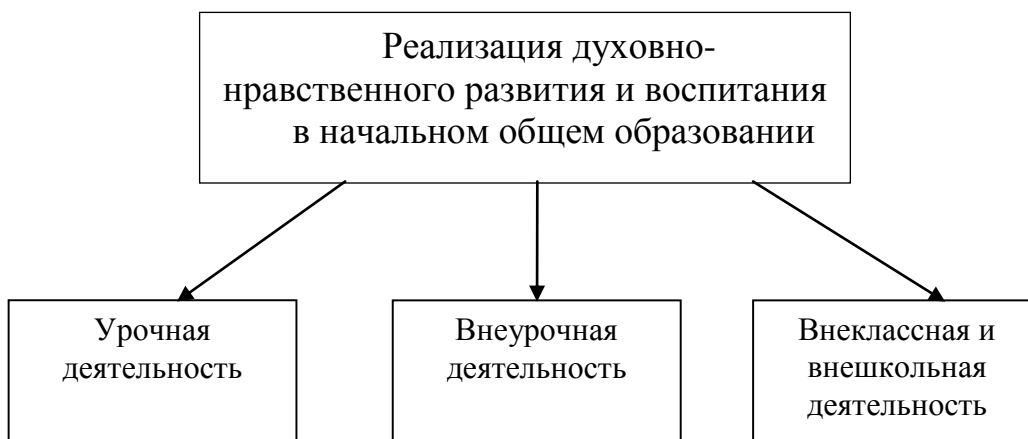 Реализация духовно-
нравственного развития и воспитания
в начальном общем образовании
Урочная
деятельность
Внеурочная
деятельность
Внеклассная и
внешкольная
деятельность